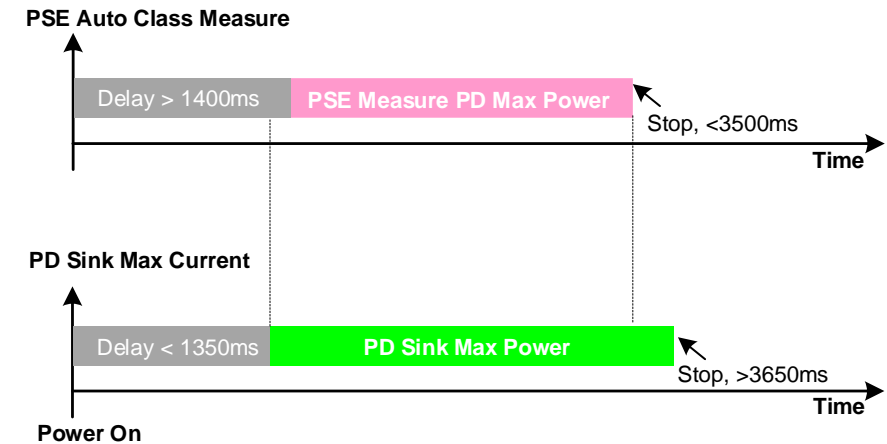 PSE Auto Class Measure
Delay > 1400ms
PSE Measure PD Max Power
Stop, <3500ms
Time
PD Sink Max Current
Delay < 1350ms
PD Sink Max Power
Stop, >3650ms
Time
Power On